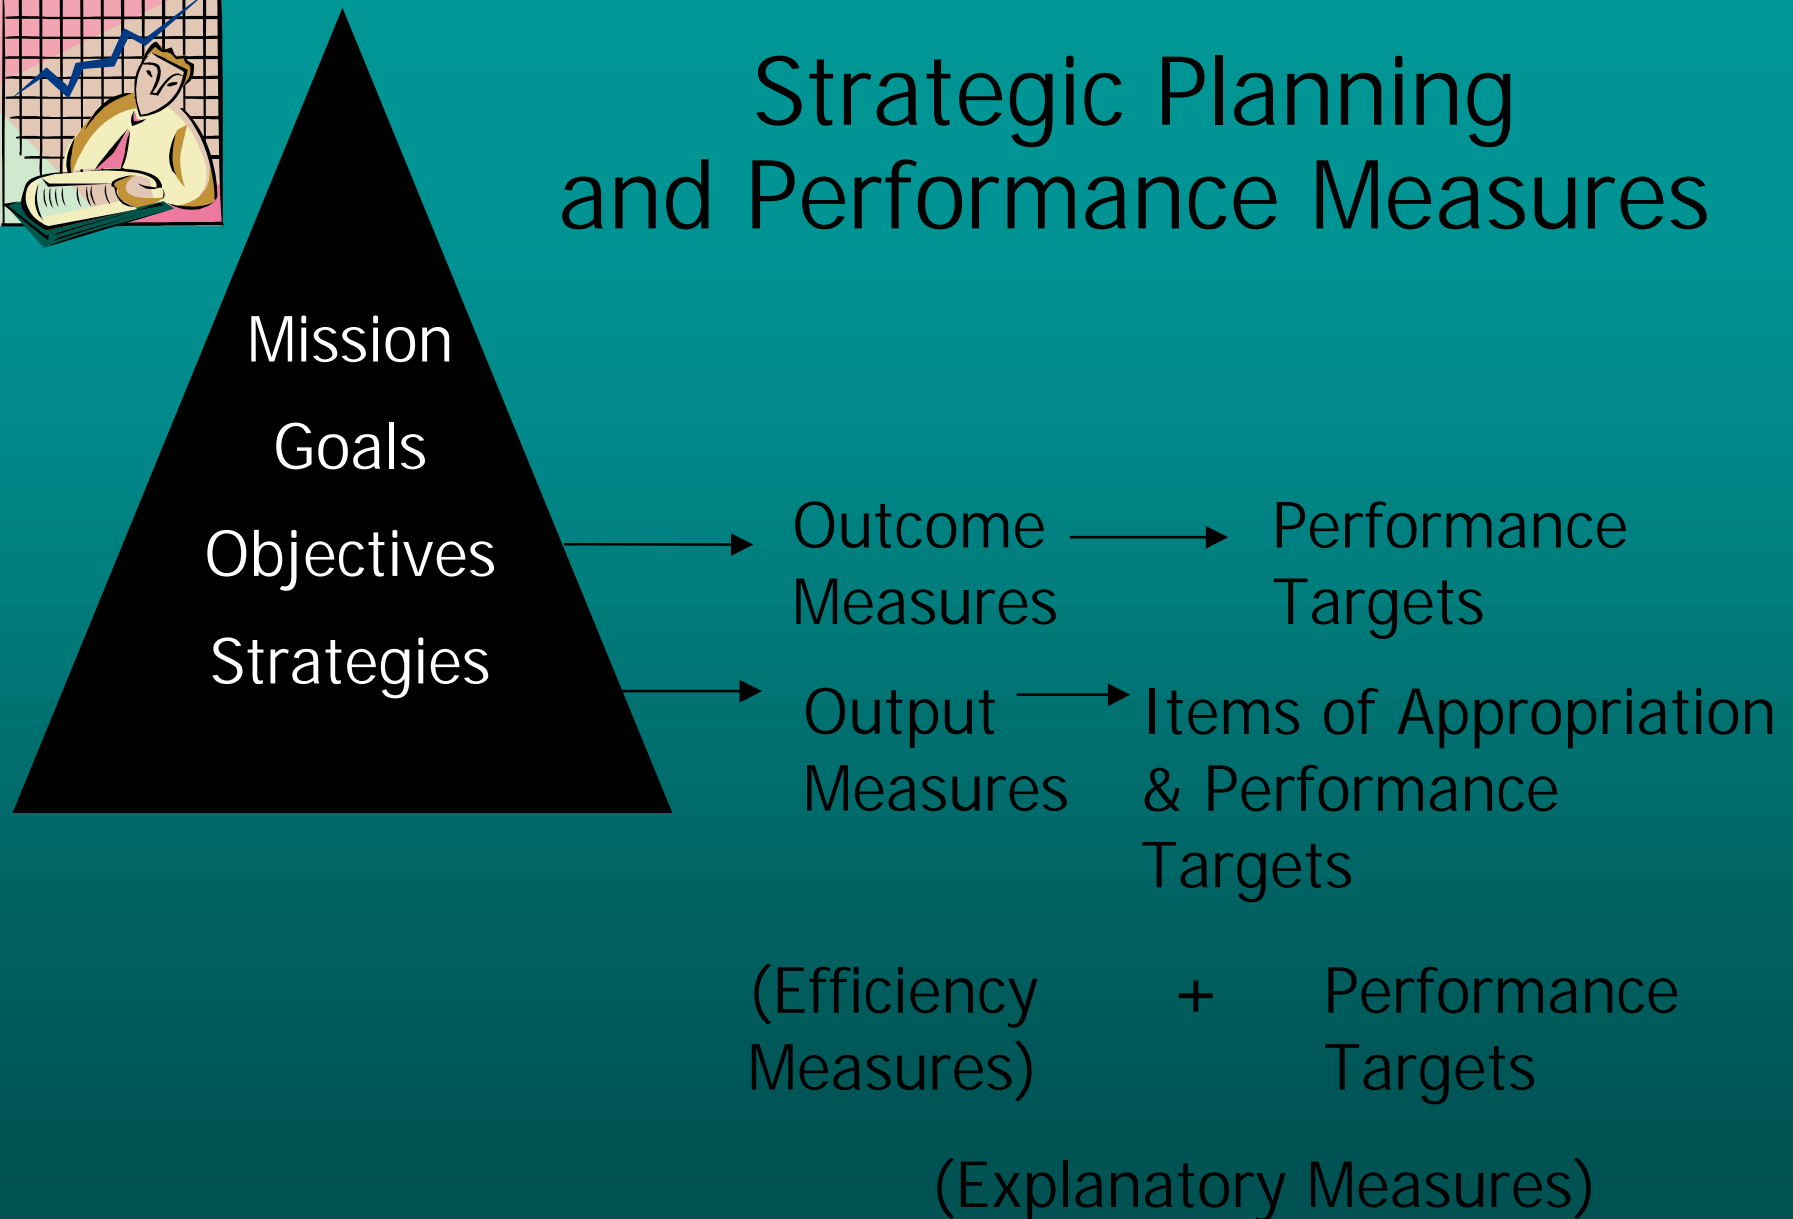 Strategic Planning
and Performance Measures
Mission
Goals
Objectives
Strategies
Outcome
Measures
Performance
Targets
Output
Measures
Items of Appropriation
& Performance
Targets
(Efficiency
Measures)
+
Performance
Targets
(Explanatory Measures)